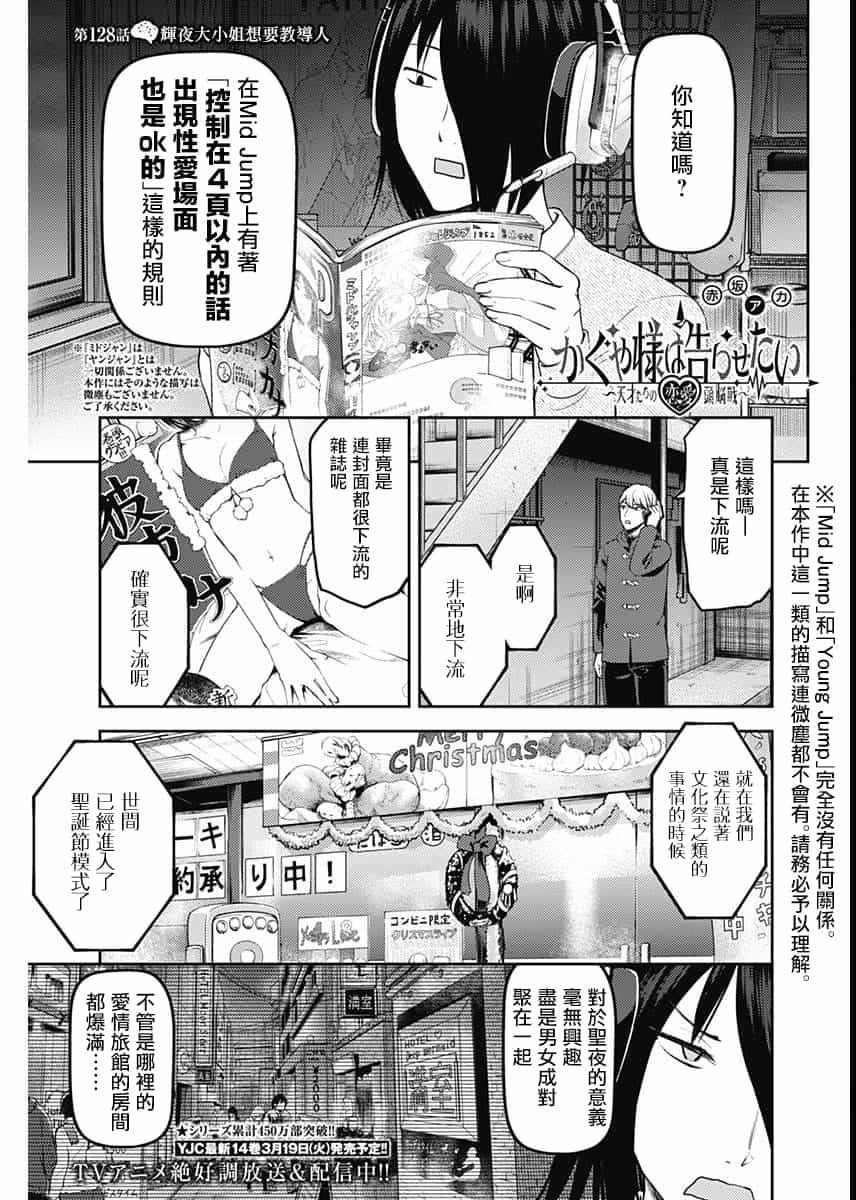 第128話 輝夜大小姐想要教導人
你知道嗎？
在Mid Jump上有著
「控制在4頁以內的話
出現性愛場面
也是ok的」這樣的規則
※「ミドジャン」は
「ヤンジャン」とは
一切関係ございません。
本作にはそのような描写は
微塵もございません。
ご了承ください。
赤坂アカ
かぐや様は告らせたい
～天才たちの恋愛頭脳戦～
※「Mid Jump」和「Young Jump」完全沒有任何關係。
在本作中這一類的描寫連微塵都不會有。請務必予以理解。
這樣嗎—
真是下流呢
是啊
非常地下流
畢竟是
連封面都很下流的
雜誌呢
確實很下流呢
就在我們
還在說著
文化祭之類的
事情的時候
Merry
Christmas
ーキ
約承り中！
コンビニ限定
クリスマスライブ
チキ
中
世間
已經進入了
聖誕節模式了
對於聖夜的意義
毫無興趣
盡是男女成對
聚在一起
HOTEL
不管是哪裡的
愛情旅館的房間
都爆滿……
★シリーズ累計450万部突破!!
YJC最新14巻3月19日(火)発売予定!!
TVアニメ絶好調放送&配信中!!